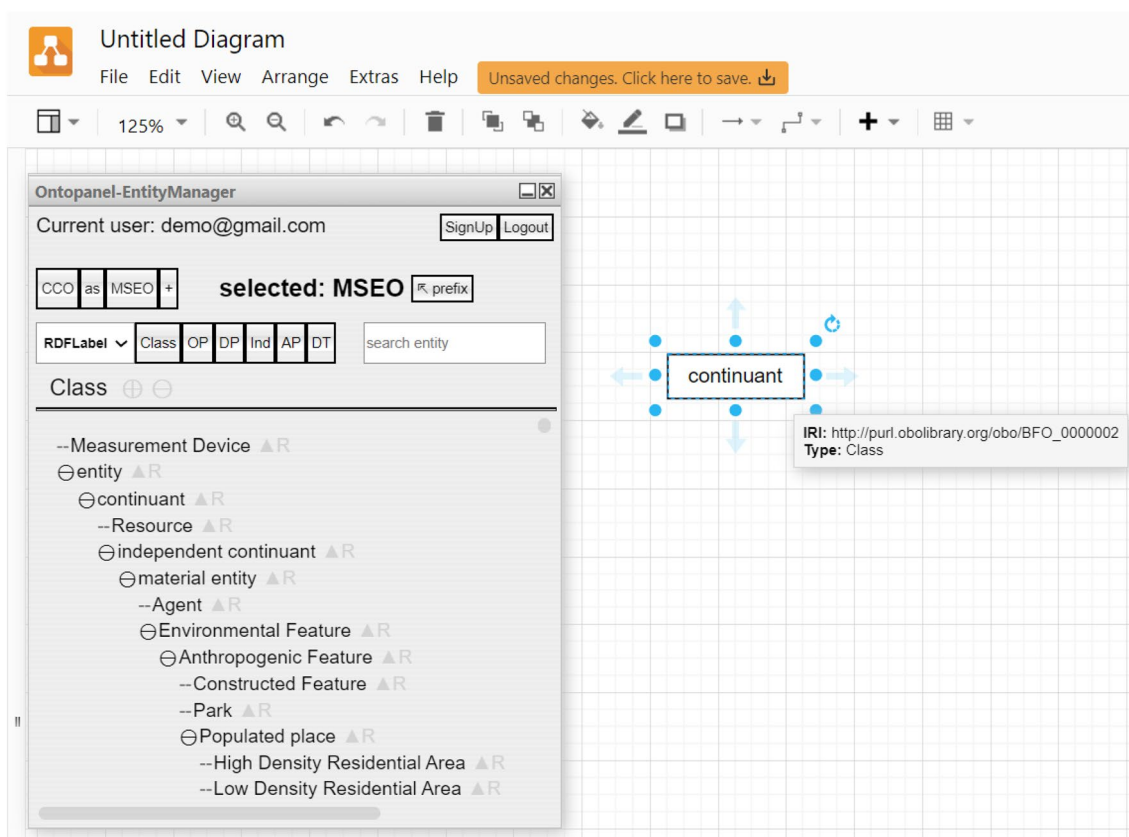 Untitled Diagram
File Edit View Arrange Extras Help Unsaved changes. Click here to save.
125%
Ontopanel-EntityManager
Current user: demo@gmail.com SignUp Logout
CCO as MSEO + selected: MSEO prefix
RDFLabel Class OP DP Ind AP DT search entity
Class
--Measurement Device R
entity R
continuant R
--Resource R
independent continuant R
material entity R
--Agent R
Environmental Feature R
Anthropogenic Feature R
--Constructed Feature R
--Park R
Populated place R
--High Density Residential Area R
--Low Density Residential Area R
continuant
IRI: http://purl.obolibrary.org/obo/BFO_0000002
Type: Class